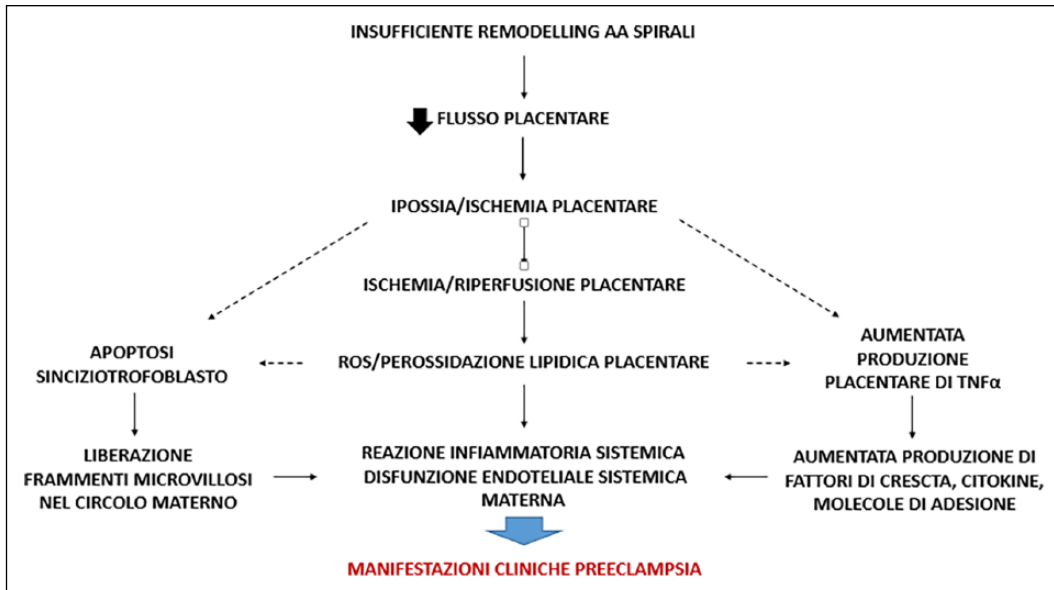 INSUFFICIENTE REMODELLING AA SPIRALI
FLUSSO PLACENTARE
IPOSSIA/ISCHEMIA PLACENTARE
ISCHEMIA/RIPERFUSIONE PLACENTARE
APOPTOSI
SINCIZIOTROFOBLASTO
ROS/PEROSSIDAZIONE LIPIDICA PLACENTARE
AUMENTATA
PRODUZIONE
PLACENTARE DI TNFα
LIBERAZIONE
FRAMMENTI MICROVILLOSI
NEL CIRCOLO MATERNO
REAZIONE INFIAMMATORIA SISTEMICA
DISFUNZIONE ENDOTELIALE SISTEMICA
MATERNA
AUMENTATA PRODUZIONE DI
FATTORI DI CRESCTA, CITOKINE,
MOLECOLE DI ADESIONE
MANIFESTAZIONI CLINICHE PREECLAMPSIA